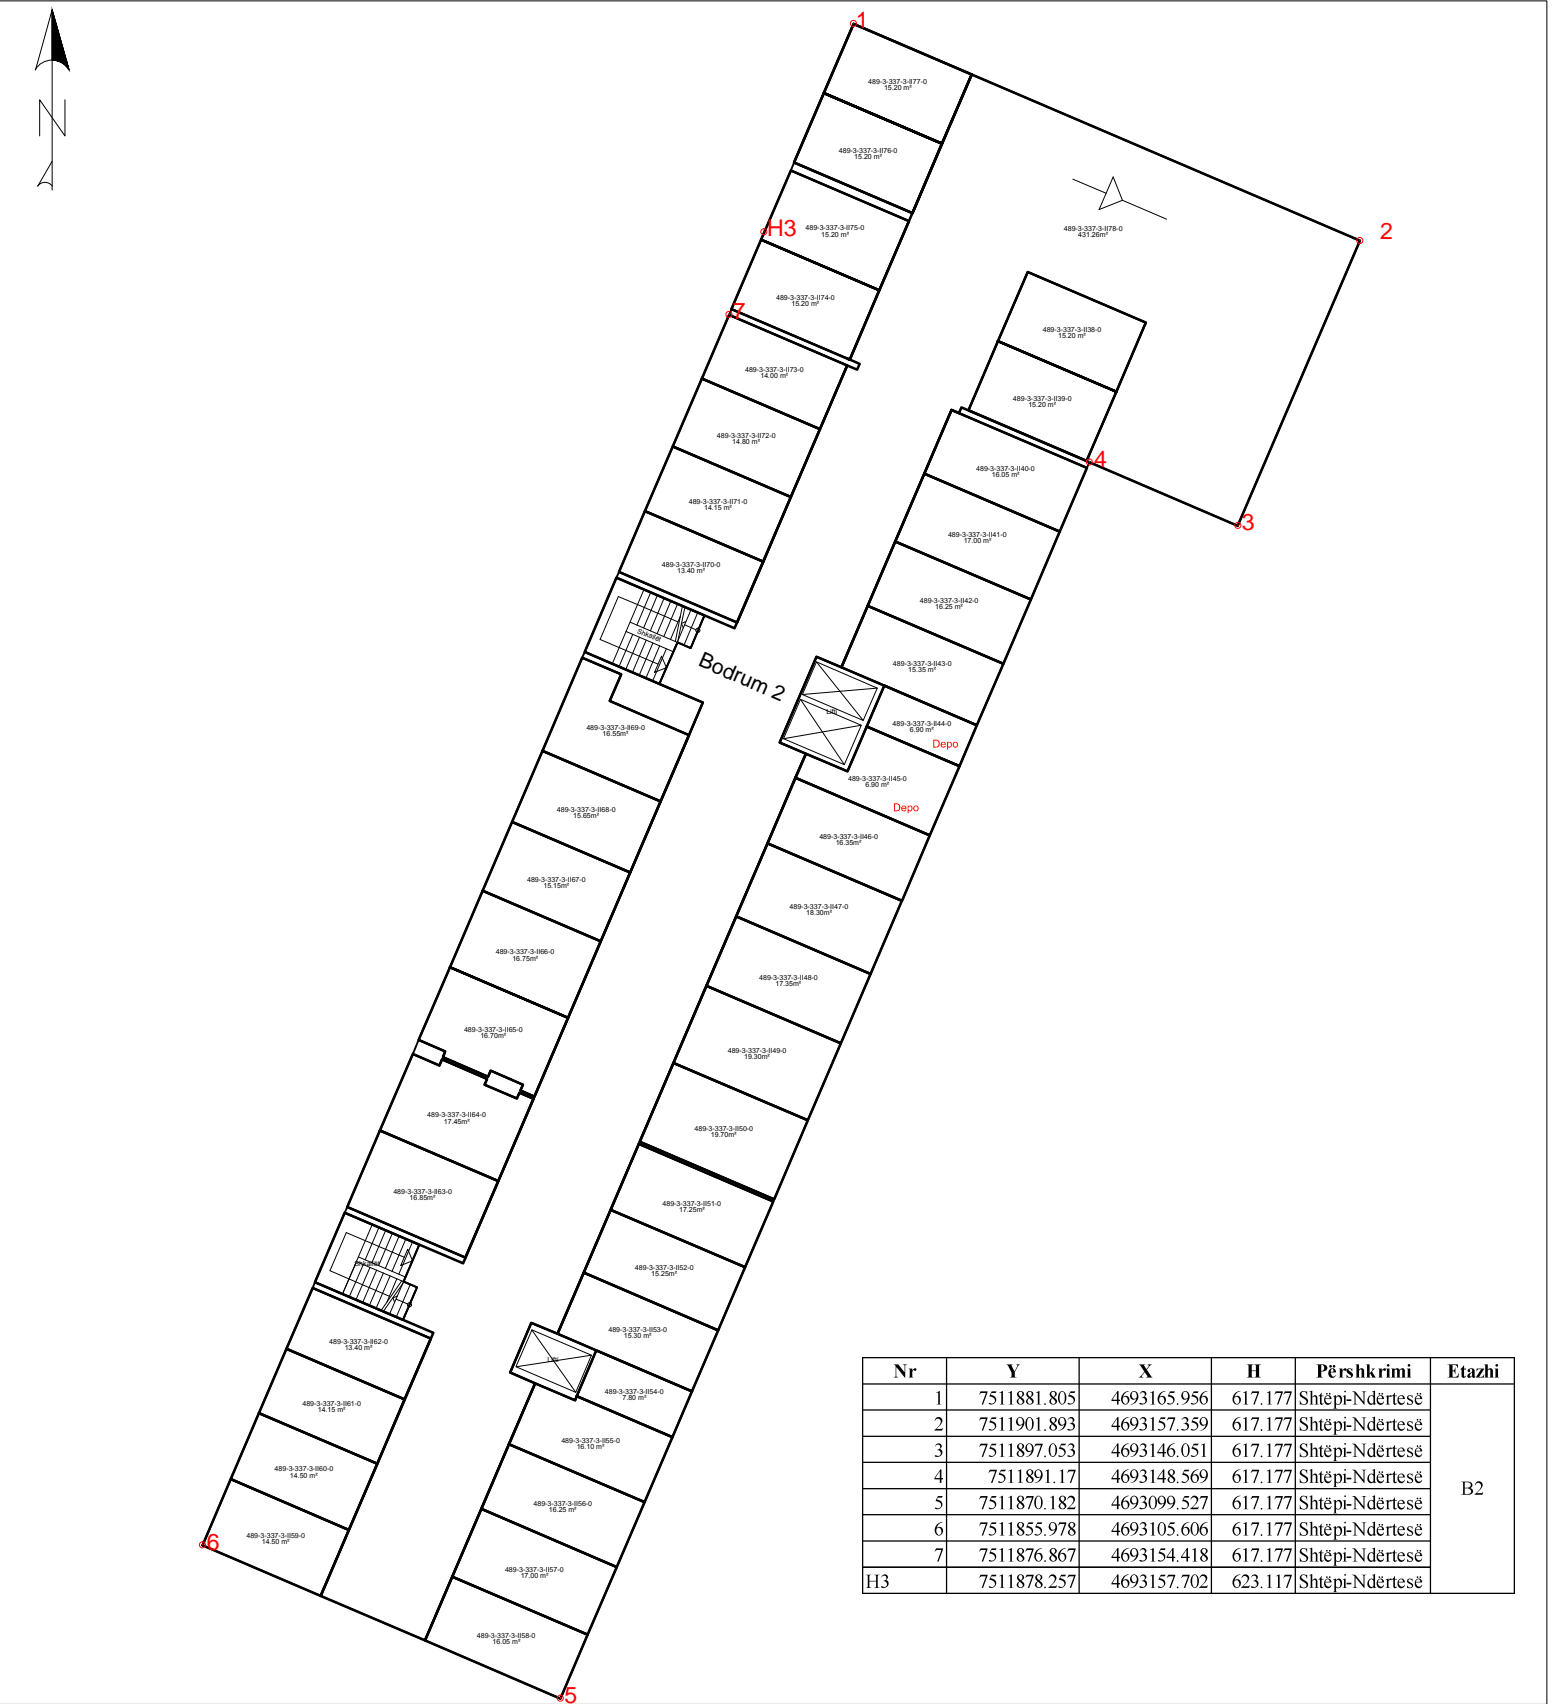 N
1
489-3-337-3-II77-0
15.20 m²
489-3-337-3-II76-0
15.20 m²
H3
489-3-337-3-II75-0
15.20 m²
489-3-337-3-II78-0
431.26m²
2
489-3-337-3-II74-0
15.20 m²
7
489-3-337-3-II38-0
15.20 m²
489-3-337-3-II73-0
14.00 m²
489-3-337-3-II39-0
15.20 m²
489-3-337-3-II72-0
14.80 m²
4
489-3-337-3-II40-0
16.05 m²
489-3-337-3-II71-0
14.15 m²
3
489-3-337-3-II41-0
17.00 m²
489-3-337-3-II70-0
13.40 m²
489-3-337-3-II42-0
16.25 m²
Shkallët
Bodrum 2
489-3-337-3-II43-0
15.35 m²
Lifti
489-3-337-3-II44-0
6.90 m²
Depo
489-3-337-3-II69-0
16.55m²
489-3-337-3-II45-0
6.90 m²
Depo
489-3-337-3-II68-0
15.65m²
489-3-337-3-II46-0
16.35m²
489-3-337-3-II67-0
15.15m²
489-3-337-3-II47-0
18.30m²
489-3-337-3-II66-0
16.75m²
489-3-337-3-II48-0
17.35m²
489-3-337-3-II65-0
16.70m²
489-3-337-3-II49-0
19.30m²
489-3-337-3-II64-0
17.45m²
489-3-337-3-II50-0
19.70m²
489-3-337-3-II63-0
16.85m²
489-3-337-3-II51-0
17.25m²
Shkallët
489-3-337-3-II52-0
15.25m²
489-3-337-3-II62-0
13.40 m²
489-3-337-3-II53-0
15.30 m²
Lifti
489-3-337-3-II54-0
7.80 m²
489-3-337-3-II61-0
14.15 m²
489-3-337-3-II55-0
16.10 m²
489-3-337-3-II60-0
14.50 m²
489-3-337-3-II56-0
16.25 m²
6
489-3-337-3-II59-0
14.50 m²
489-3-337-3-II57-0
17.00 m²
489-3-337-3-II58-0
16.05 m²
5
Nr Y X H Përshkrimi Etazhi
1 7511881.805 4693165.956 617.177 Shtëpi-Ndërtesë
2 7511901.893 4693157.359 617.177 Shtëpi-Ndërtesë
3 7511897.053 4693146.051 617.177 Shtëpi-Ndërtesë
4 7511891.17 4693148.569 617.177 Shtëpi-Ndërtesë
5 7511870.182 4693099.527 617.177 Shtëpi-Ndërtesë B2
6 7511855.978 4693105.606 617.177 Shtëpi-Ndërtesë
7 7511876.867 4693154.418 617.177 Shtëpi-Ndërtesë
H3 7511878.257 4693157.702 623.117 Shtëpi-Ndërtesë